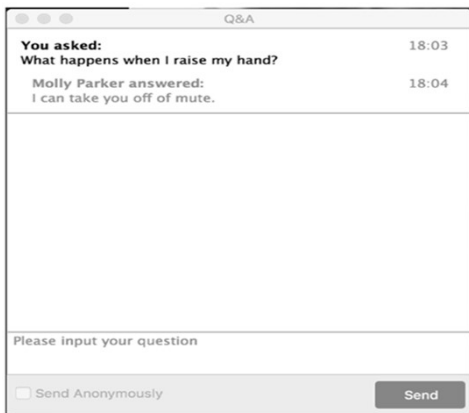 Q&A
You asked: 18:03
What happens when I raise my hand?
Molly Parker answered: 18:04
I can take you off of mute.
Please input your question
Send Anonymously
Send